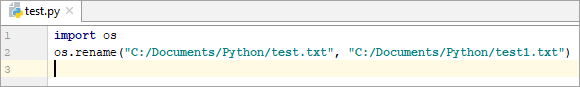 test.py
1 import os
2 os.rename("C:/Documents/Python/test.txt", "C:/Documents/Python/test1.txt")
3